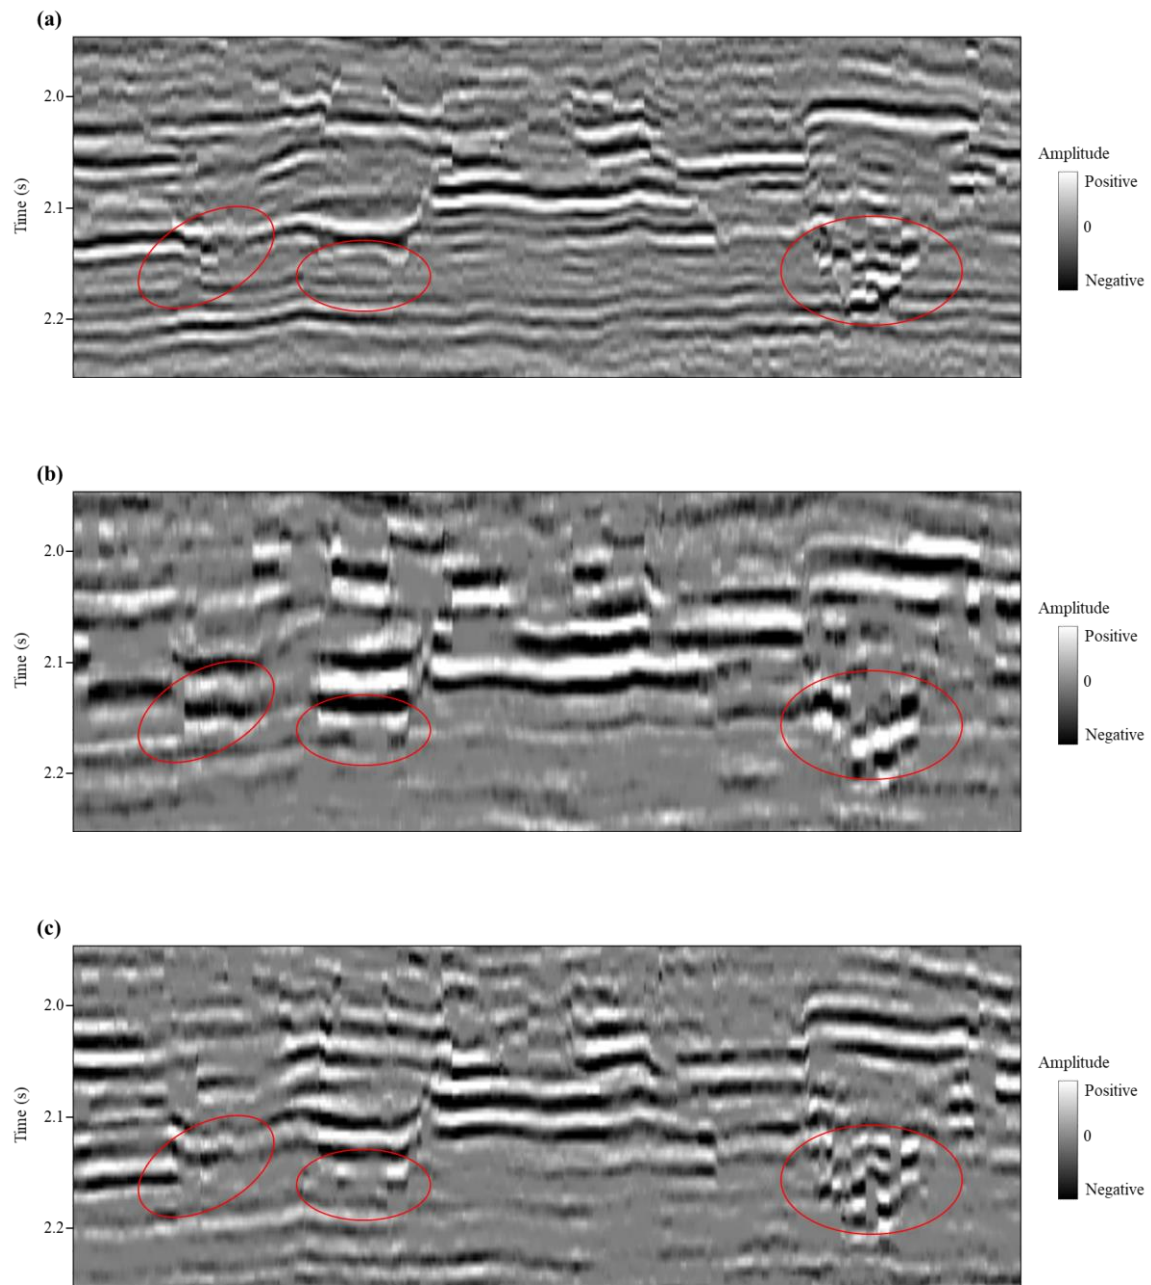 (a)
2.0
2.1
2.2
Time (s)
Amplitude
Positive
0
Negative
(b)
2.0
2.1
2.2
Time (s)
Amplitude
Positive
0
Negative
(c)
2.0
2.1
2.2
Time (s)
Amplitude
Positive
0
Negative